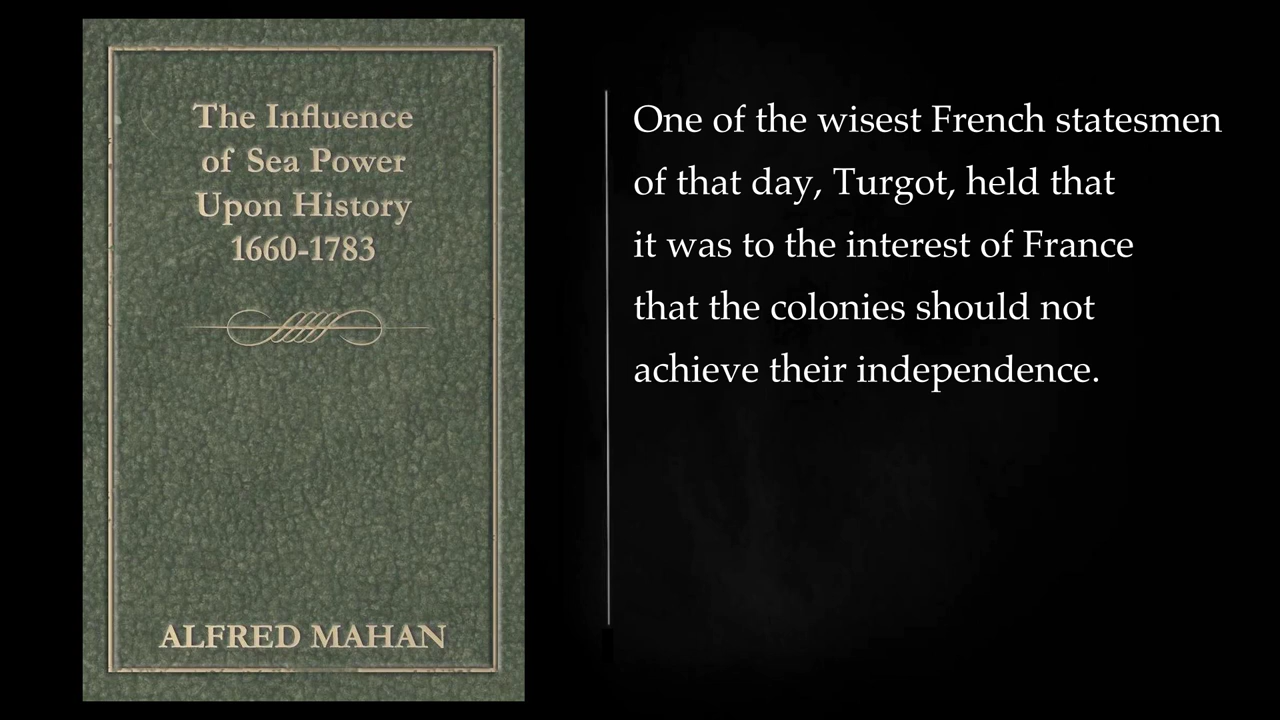 The Influence
of Sea Power
Upon History
1660-1783
ALFRED MAHAN
One of the wisest French statesmen
of that day, Turgot, held that
it was to the interest of France
that the colonies should not
achieve their independence.